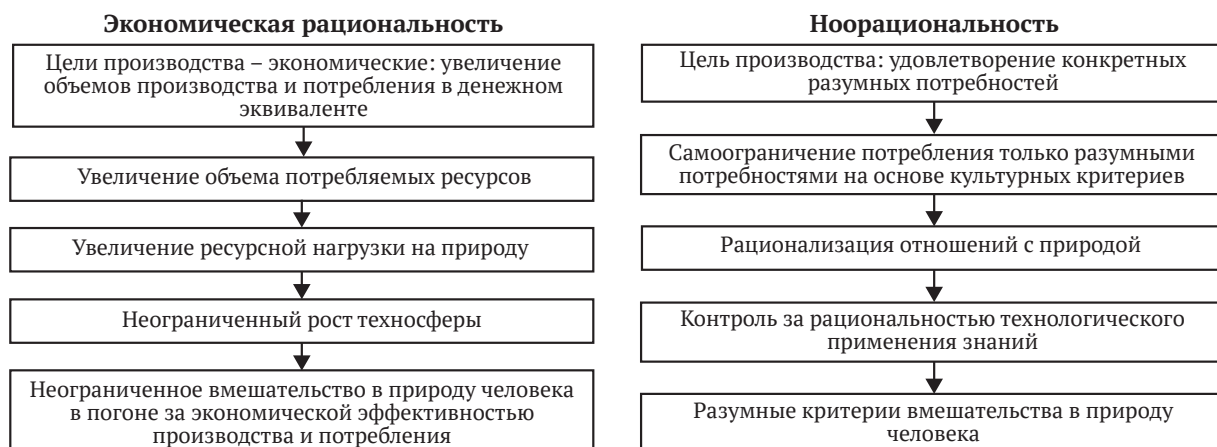 Экономическая рациональность
Цели производства – экономические: увеличение
объемов производства и потребления в денежном
эквиваленте
Увеличение объема потребляемых ресурсов
Увеличение ресурсной нагрузки на природу
Неограниченный рост техносферы
Неограниченное вмешательство в природу человека
в погоне за экономической эффективностью
производства и потребления
Ноорациональность
Цель производства: удовлетворение конкретных
разумных потребностей
Самоограничение потребления только разумными
потребностями на основе культурных критериев
Рационализация отношений с природой
Контроль за рациональностью технологического
применения знаний
Разумные критерии вмешательства в природу
человека